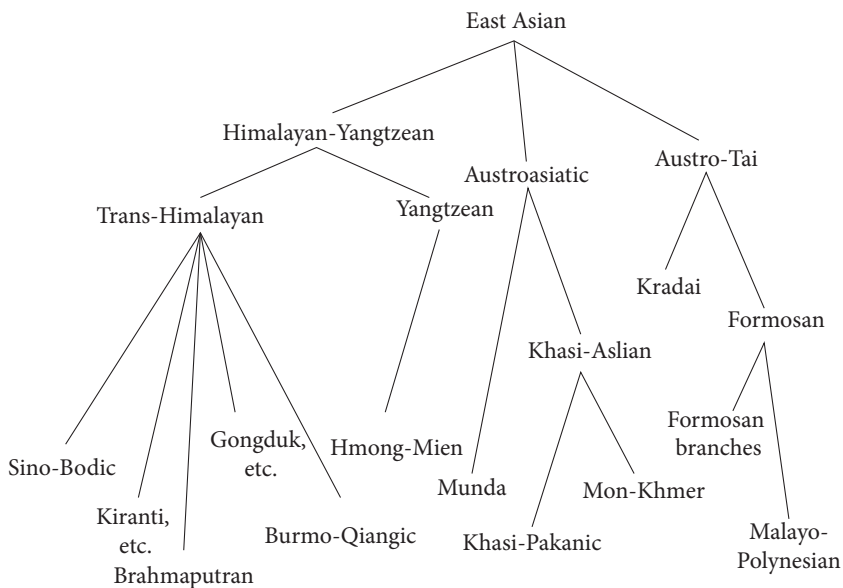 East Asian
Himalayan-Yangtzean
Austro-Tai
Austroasiatic
Trans-Himalayan
Yangtzean
Kradai
Formosan
Khasi-Aslian
Formosan
branches
Gongduk,
etc.
Hmong-Mien
Sino-Bodic
Munda
Mon-Khmer
Kiranti,
etc.
Burmo-Qiangic
Khasi-Pakanic
Malayo-
Polynesian
Brahmaputran